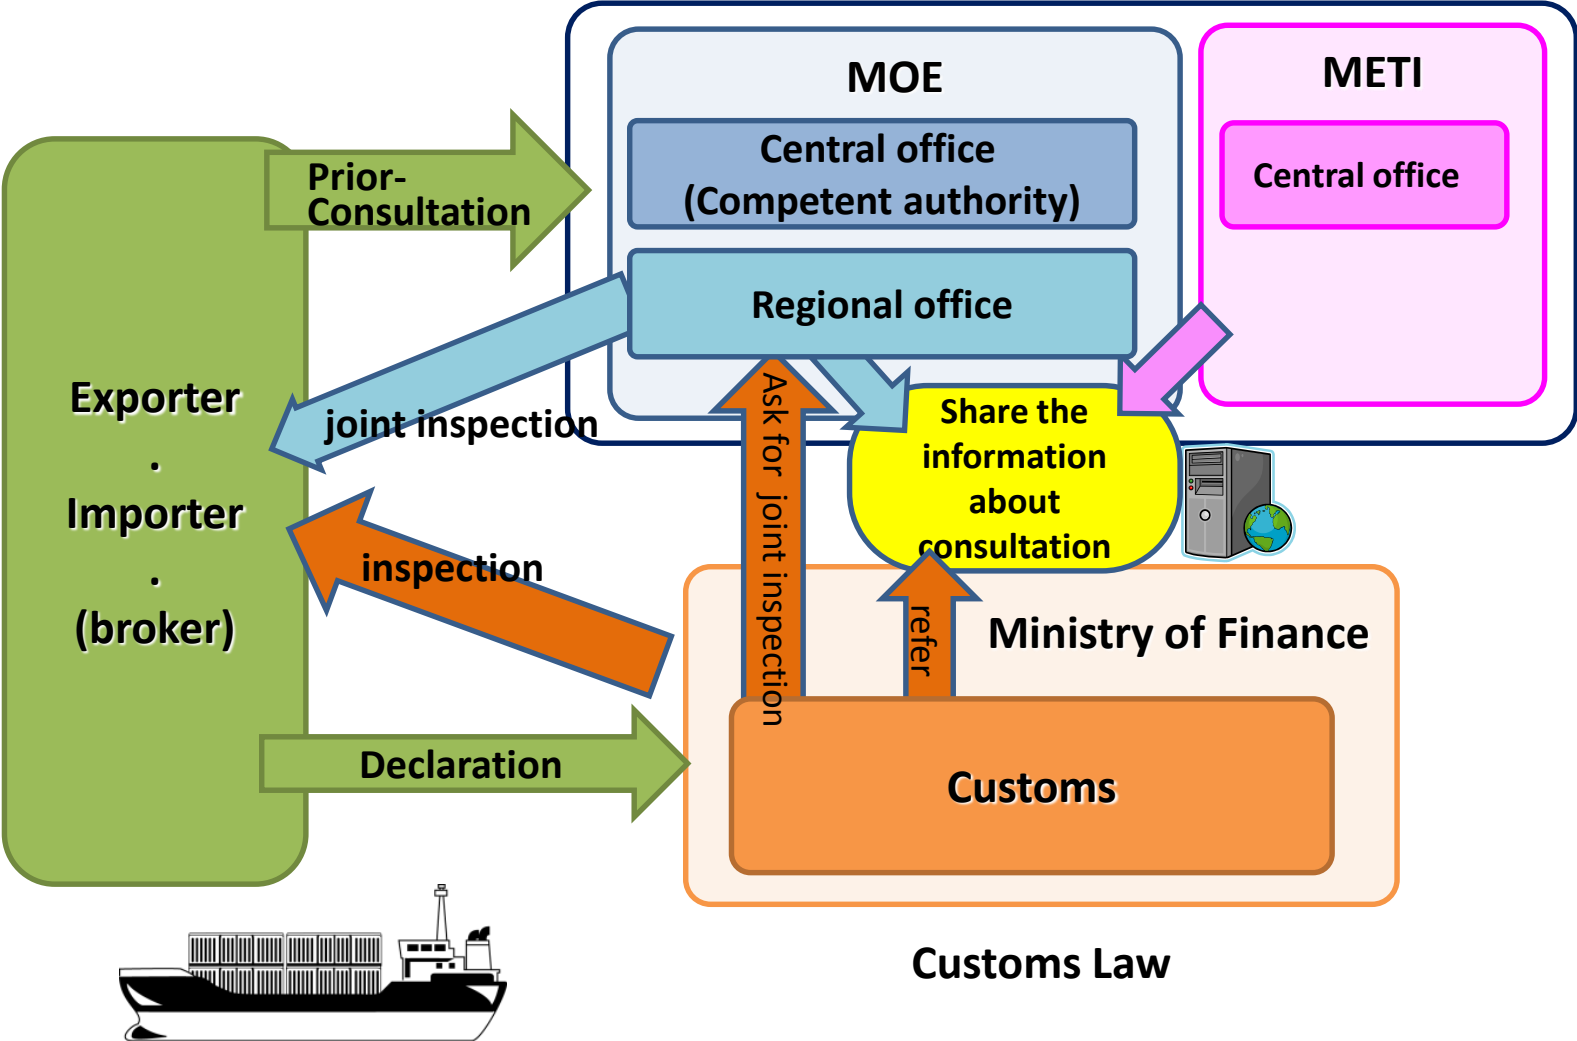 MOE
METI
Central office
(Competent authority)
Central office
Prior-
Consultation
Regional office
Exporter
.
Importer
.
(broker)
joint inspection
Ask for joint inspection
Share the
information
about
consultation
inspection
refer
Ministry of Finance
Declaration
Customs
Customs Law